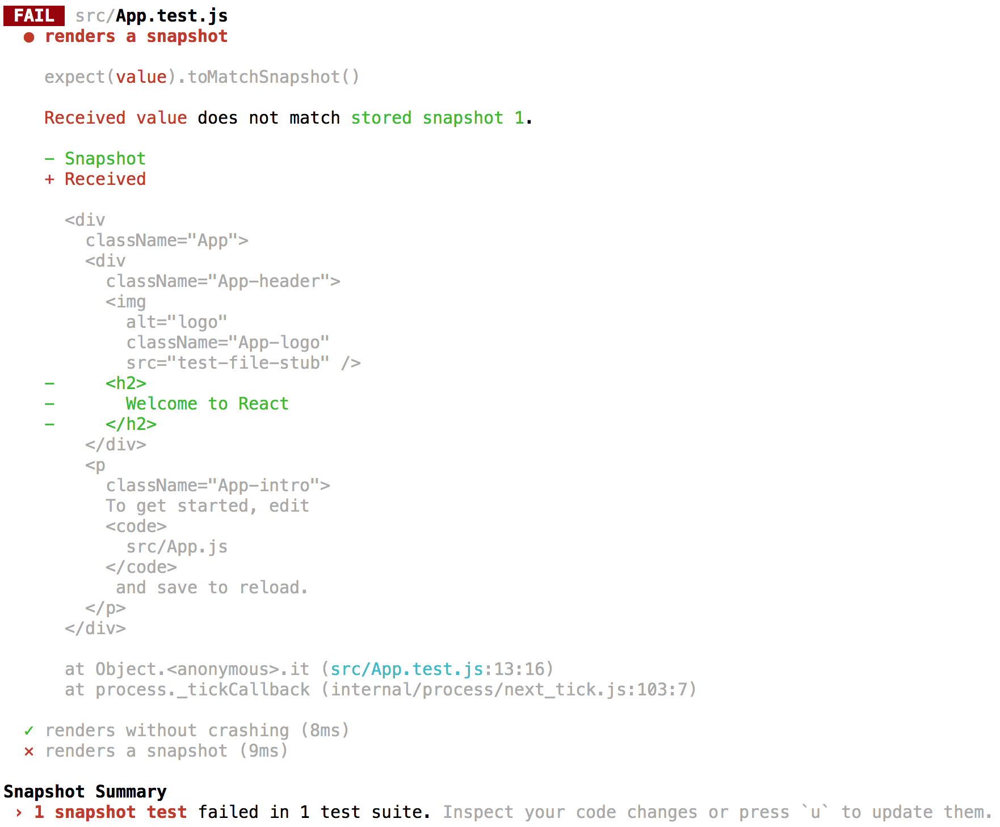 FAIL src/App.test.js
● renders a snapshot
expect(value).toMatchSnapshot()
Received value does not match stored snapshot 1.
- Snapshot
+ Received
<div
className="App">
<div
className="App-header">
<img
alt="logo"
className="App-logo"
src="test-file-stub" />
- <h2>
- Welcome to React
- </h2>
</div>
<p
className="App-intro">
To get started, edit
<code>
src/App.js
</code>
and save to reload.
</p>
</div>
at Object.<anonymous>.it (src/App.test.js:13:16)
at process._tickCallback (internal/process/next_tick.js:103:7)
✓ renders without crashing (8ms)
✕ renders a snapshot (9ms)
Snapshot Summary
› 1 snapshot test failed in 1 test suite. Inspect your code changes or press `u` to update them.